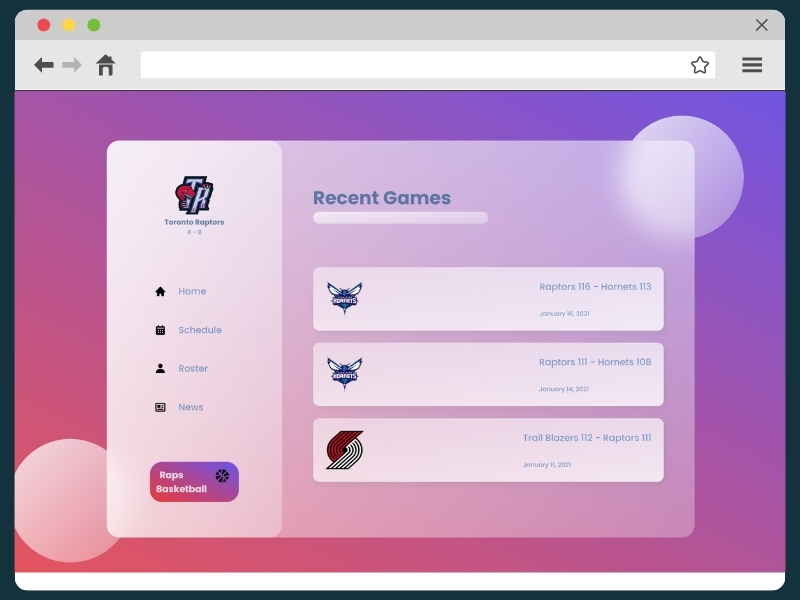 TR
Toronto Raptors
4 - 8
Home
Schedule
Roster
News
Raps
Basketball
Recent Games
HORNETS
Raptors 116 - Hornets 113
January 16, 2021
HORNETS
Raptors 111 - Hornets 108
January 14, 2021
Trail Blazers 112 - Raptors 111
January 11, 2021